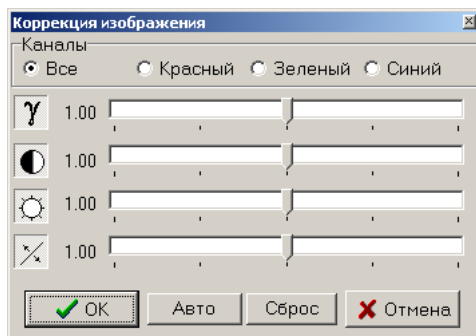 Коррекция изображения
Каналы
Все Красный Зеленый Синий
γ 1.00
1.00
1.00
1.00
OK Авто Сброс Отмена